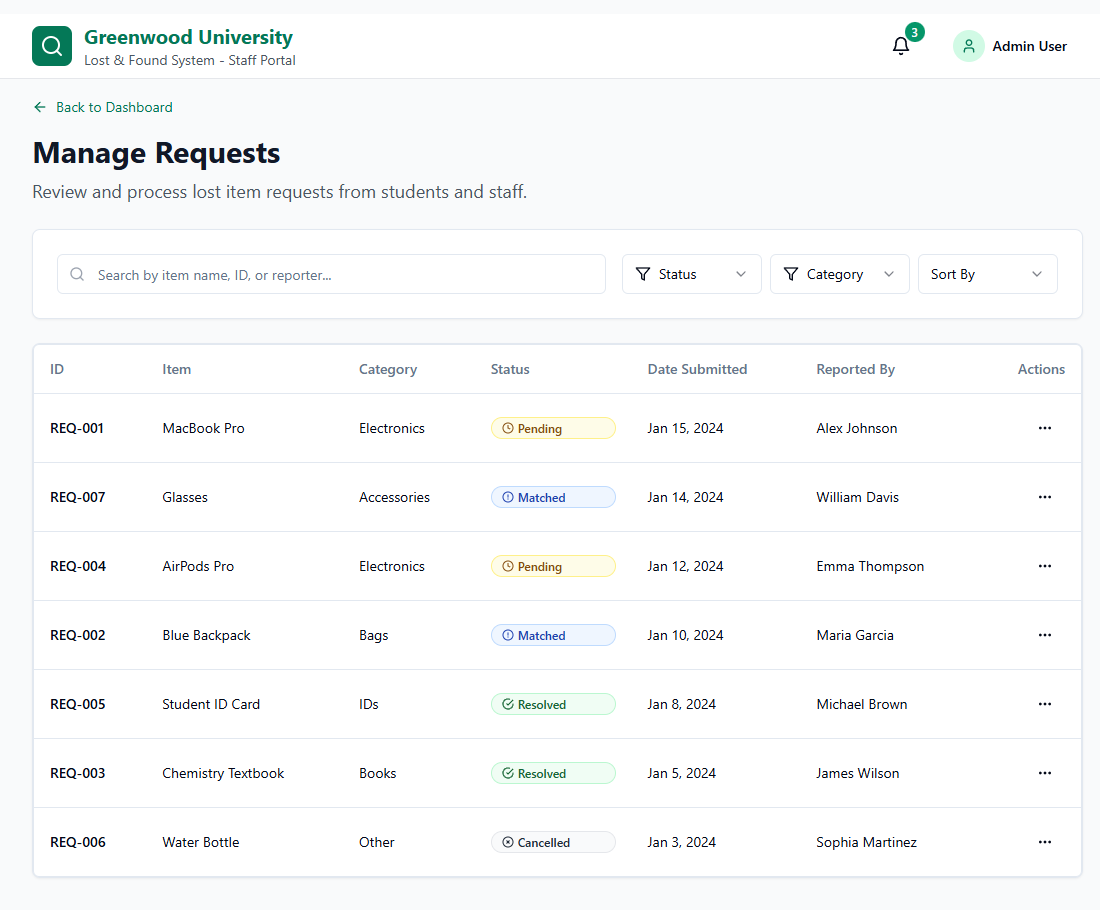 Greenwood University
Lost & Found System - Staff Portal
3
Admin User
Back to Dashboard
Manage Requests
Review and process lost item requests from students and staff.
Search by item name, ID, or reporter...
Status
Category
Sort By
ID Item Category Status Date Submitted Reported By Actions
REQ-001 MacBook Pro Electronics Pending Jan 15, 2024 Alex Johnson
REQ-007 Glasses Accessories Matched Jan 14, 2024 William Davis
REQ-004 AirPods Pro Electronics Pending Jan 12, 2024 Emma Thompson
REQ-002 Blue Backpack Bags Matched Jan 10, 2024 Maria Garcia
REQ-005 Student ID Card IDs Resolved Jan 8, 2024 Michael Brown
REQ-003 Chemistry Textbook Books Resolved Jan 5, 2024 James Wilson
REQ-006 Water Bottle Other Cancelled Jan 3, 2024 Sophia Martinez